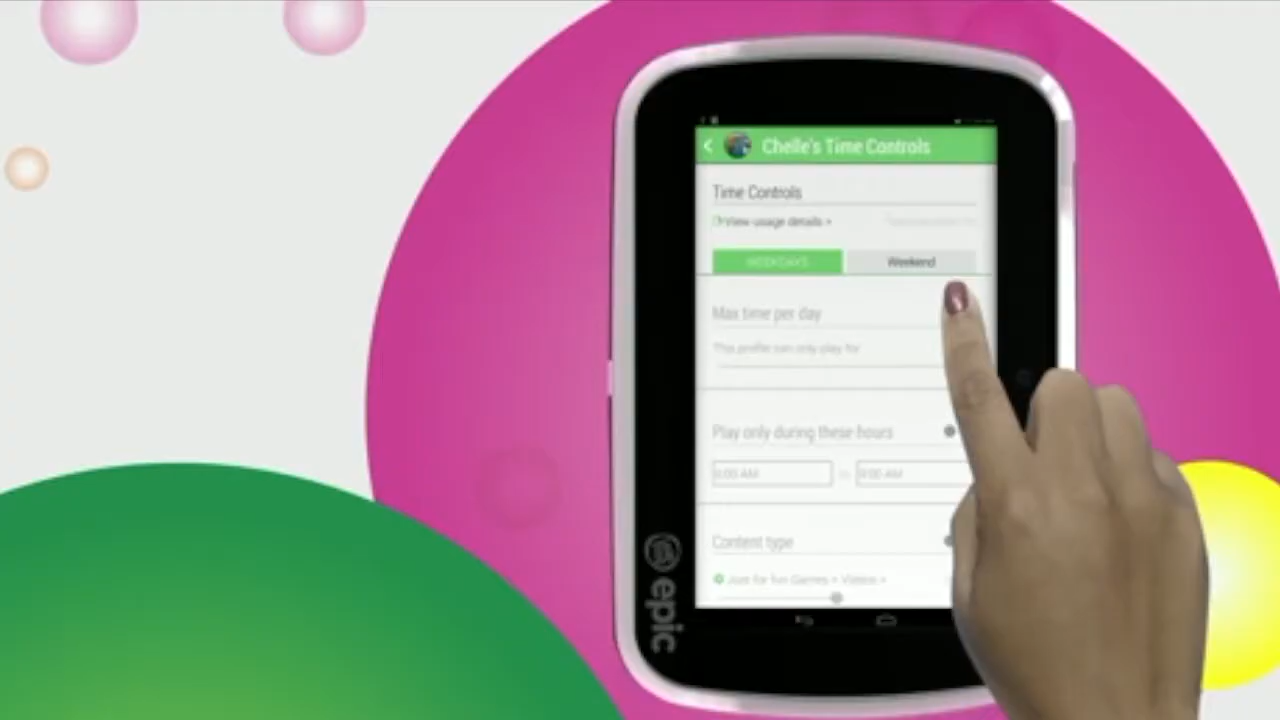 Chelle's Time Controls
Time Controls
View usage details »
WEEKDAYS
Weekend
Max time per day
This profile can only play for
Play only during these hours
to
Content type
Just for fun Games + Videos »
epic